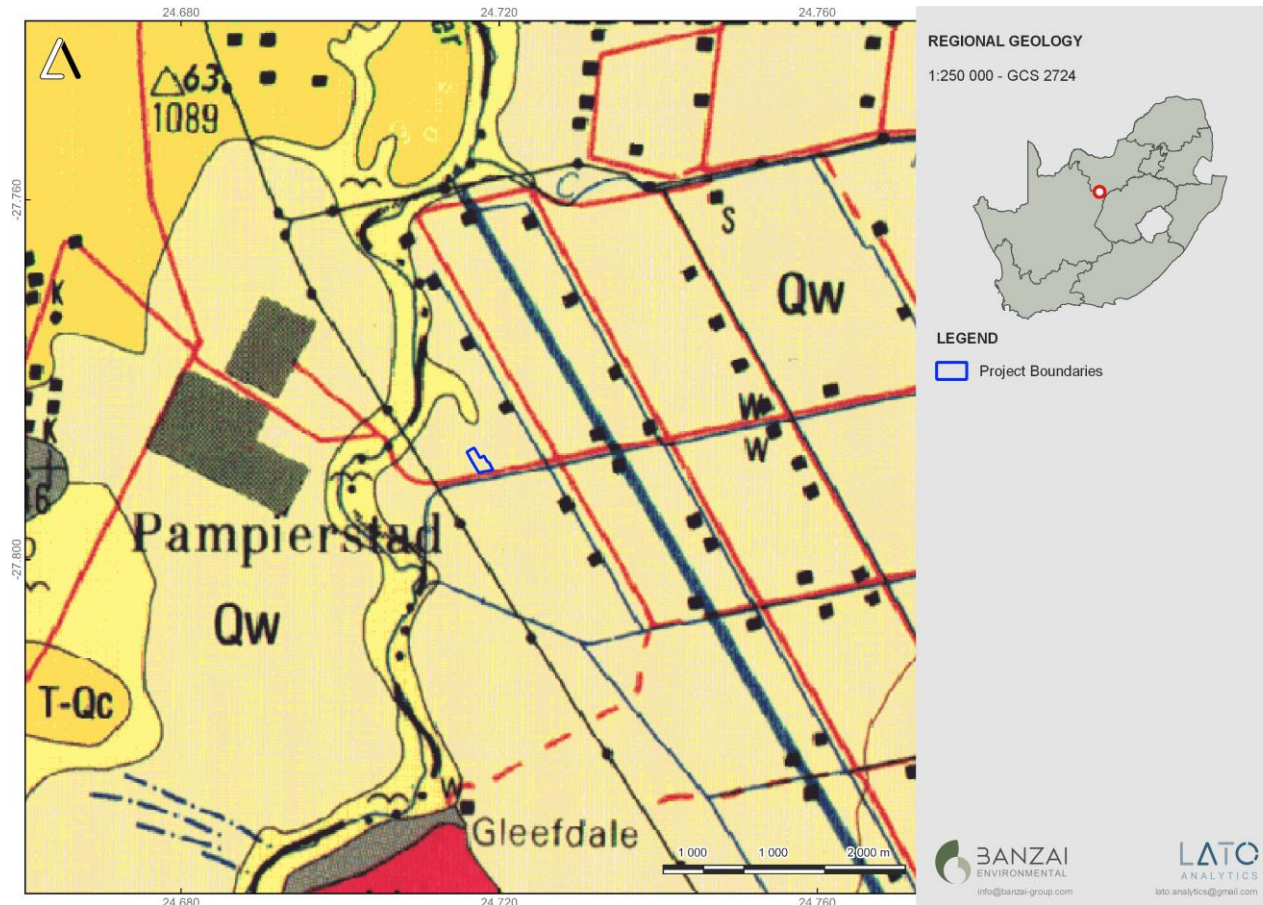 24.680
24.720
24.760
63
1089
C
-27.760
S
Qw
K
K
W
W
16
Pampierstad
-27.800
Qw
T-Qc
W
Gleefdale
1 000
1 000
2 000 m
24.680
24.720
24.760
REGIONAL GEOLOGY
1:250 000 - GCS 2724
LEGEND
Project Boundaries
BANZAI
ENVIRONMENTAL
info@banzai-group.com
LATO
ANALYTICS
lato.analytics@gmail.com